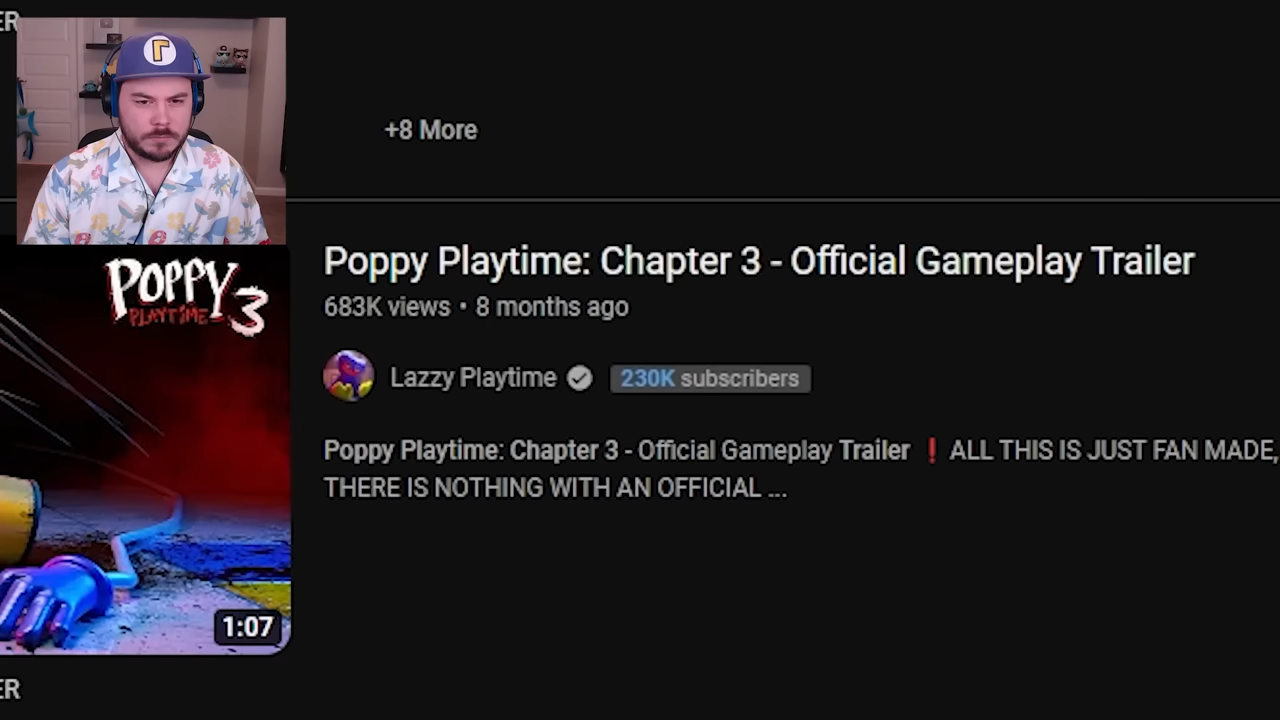 ER
+8 More
Poppy Playtime: Chapter 3 - Official Gameplay Trailer
683K views • 8 months ago
POPPY
PLAYTIME 3
Lazzy Playtime
230K subscribers
Poppy Playtime: Chapter 3 - Official Gameplay Trailer ❗ ALL THIS IS JUST FAN MADE,
THERE IS NOTHING WITH AN OFFICIAL ...
1:07
ER